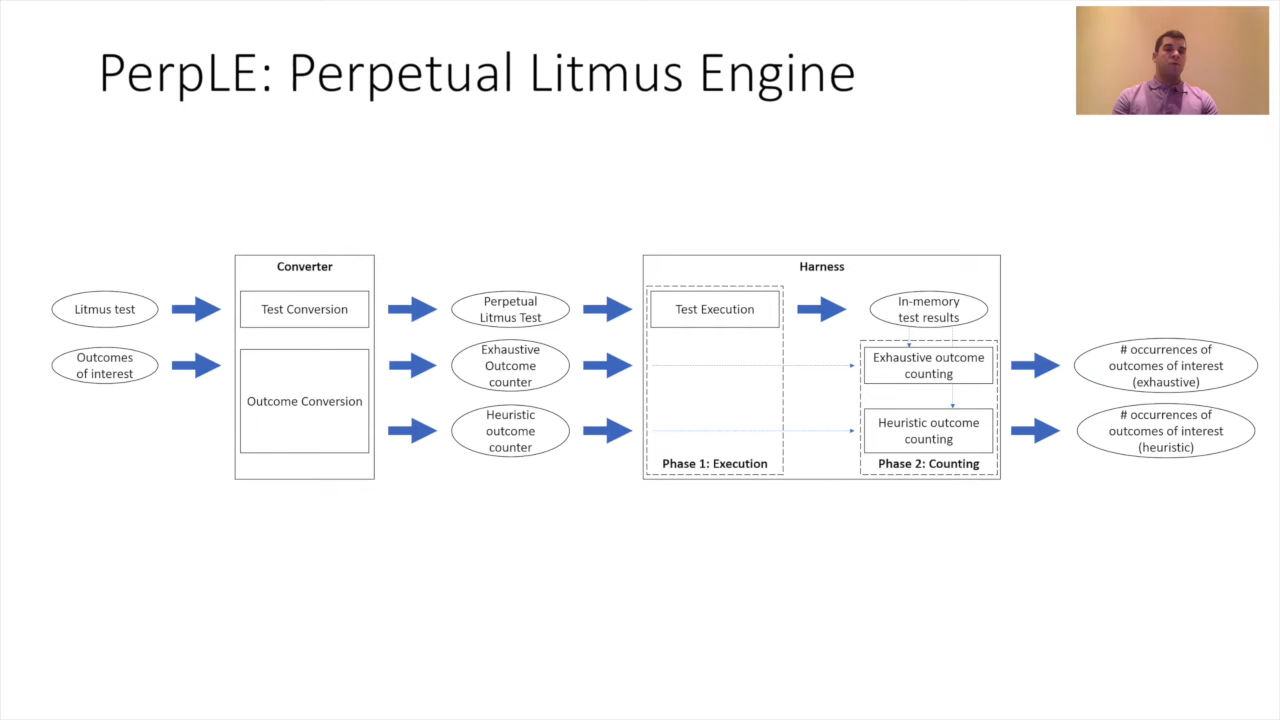 PerpLE: Perpetual Litmus Engine
Converter
Harness
Litmus test
Test Conversion
Perpetual
Litmus Test
Test Execution
In-memory
test results
Outcomes
of interest
Outcome Conversion
Exhaustive
Outcome
counter
Exhaustive outcome
counting
# occurrences of
outcomes of interest
(exhaustive)
Heuristic
outcome
counter
Heuristic outcome
counting
# occurrences of
outcomes of interest
(heuristic)
Phase 1: Execution
Phase 2: Counting